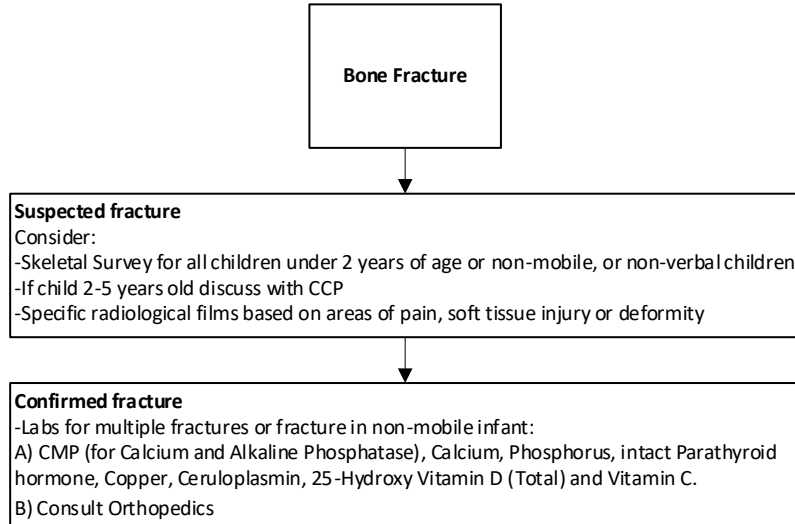 Bone Fracture
Suspected fracture
Consider:
-Skeletal Survey for all children under 2 years of age or non-mobile, or non-verbal children
-If child 2-5 years old discuss with CCP
-Specific radiological films based on areas of pain, soft tissue injury or deformity
Confirmed fracture
-Labs for multiple fractures or fracture in non-mobile infant:
A) CMP (for Calcium and Alkaline Phosphatase), Calcium, Phosphorus, intact Parathyroid
hormone, Copper, Ceruloplasmin, 25-Hydroxy Vitamin D (Total) and Vitamin C.
B) Consult Orthopedics